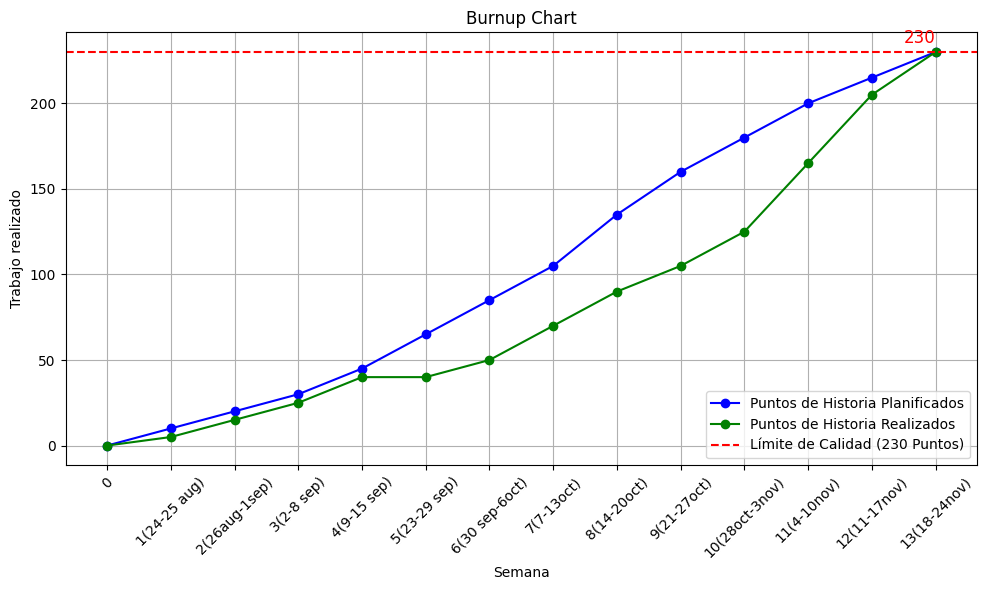 Burnup Chart
230
200
150
100
50
0
Trabajo realizado
Puntos de Historia Planificados
Puntos de Historia Realizados
Límite de Calidad (230 Puntos)
0
1(24-25 aug)
2(26aug-1sep)
3(2-8 sep)
4(9-15 sep)
5(23-29 sep)
6(30 sep-6oct)
7(7-13oct)
8(14-20oct)
9(21-27oct)
10(28oct-3nov)
11(4-10nov)
12(11-17nov)
13(18-24nov)
Semana